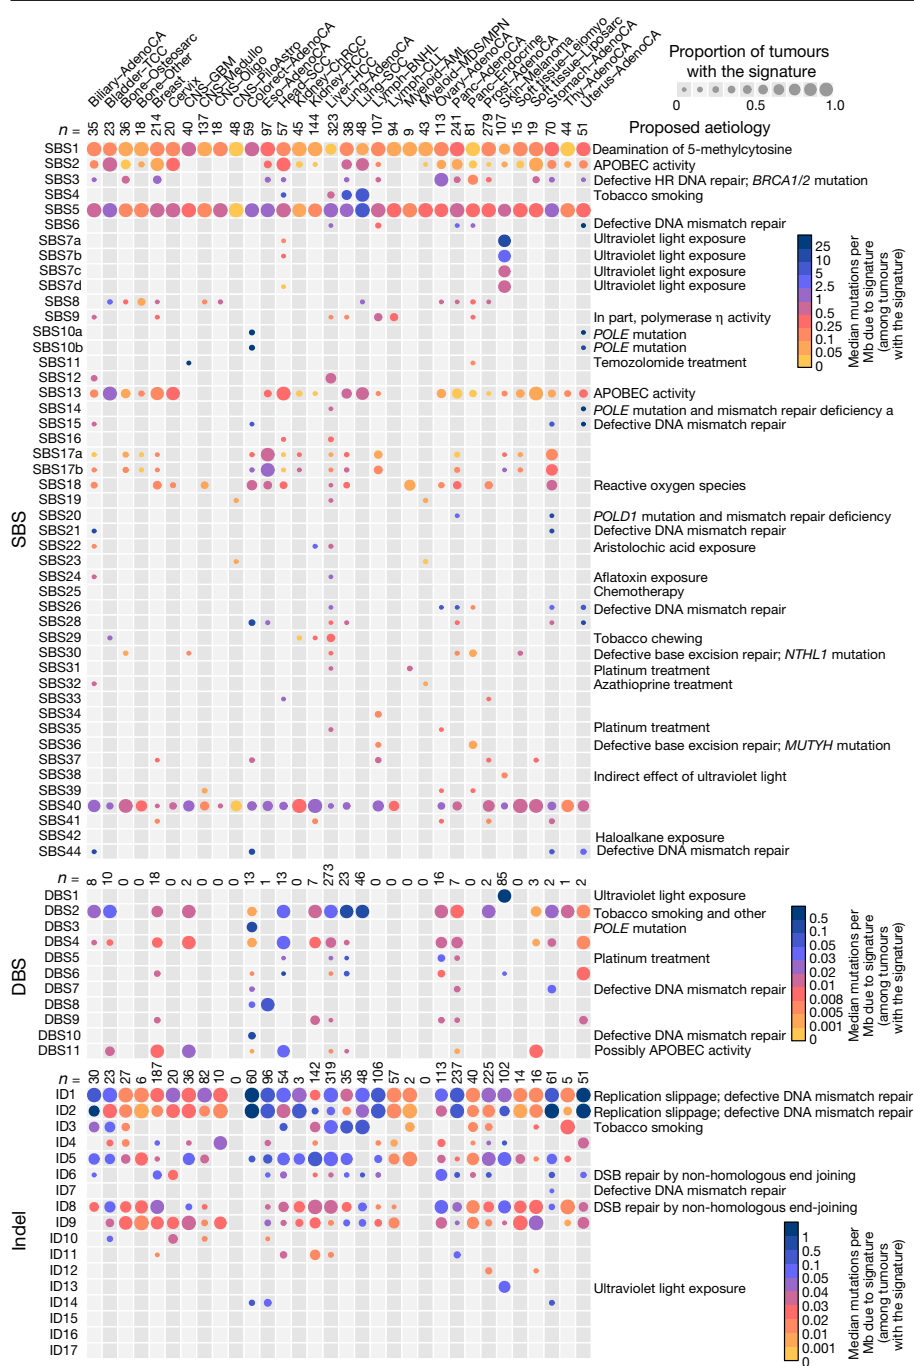 Biliary–AdenoCA
Bladder–TCC
Bone–Osteosarc
Bone–Other
Breast
Cervix
CNS–GBM
CNS–Medullo
CNS–Oligo
CNS–PiloAstro
Colorect–AdenoCA
Eso–AdenoCA
Head–SCC
Kidney–ChRCC
Kidney–RCC
Liver–HCC
Lung–AdenoCA
Lung–SCC
Lymph–BNHL
Lymph–CLL
Myeloid–AML
Myeloid–MDS/MPN
Ovary–AdenoCA
Panc–AdenoCA
Panc–Endocrine
Prost–AdenoCA
Skin–Melanoma
SoftTissue–Leiomyo
SoftTissue–Liposarc
Stomach–AdenoCA
Thy–AdenoCA
Uterus–AdenoCA
Proportion of tumours
with the signature
0 0.5 1.0
n = 35 23 36 18 214 20 40 137 18 48 59 97 57 45 144 323 38 48 107 94 9 43 113 241 81 279 107 15 19 70 44 51
Proposed aetiology
SBS
SBS1 Deamination of 5-methylcytosine
SBS2 APOBEC activity
SBS3 Defective HR DNA repair; BRCA1/2 mutation
SBS4 Tobacco smoking
SBS5
SBS6 Defective DNA mismatch repair
SBS7a Ultraviolet light exposure
SBS7b Ultraviolet light exposure
SBS7c Ultraviolet light exposure
SBS7d Ultraviolet light exposure
SBS8
SBS9 In part, polymerase η activity
SBS10a POLE mutation
SBS10b POLE mutation
SBS11 Temozolomide treatment
SBS12
SBS13 APOBEC activity
SBS14 POLE mutation and mismatch repair deficiency a
SBS15 Defective DNA mismatch repair
SBS16
SBS17a
SBS17b
SBS18 Reactive oxygen species
SBS19
SBS20 POLD1 mutation and mismatch repair deficiency
SBS21 Defective DNA mismatch repair
SBS22 Aristolochic acid exposure
SBS23
SBS24 Aflatoxin exposure
SBS25 Chemotherapy
SBS26 Defective DNA mismatch repair
SBS28
SBS29 Tobacco chewing
SBS30 Defective base excision repair; NTHL1 mutation
SBS31 Platinum treatment
SBS32 Azathioprine treatment
SBS33
SBS34
SBS35 Platinum treatment
SBS36 Defective base excision repair; MUTYH mutation
SBS37
SBS38 Indirect effect of ultraviolet light
SBS39
SBS40
SBS41
SBS42 Haloalkane exposure
SBS44 Defective DNA mismatch repair
25
10
5
2.5
1
0.5
0.25
0.1
0.05
0
Median mutations per
Mb due to signature
(among tumours
with the signature)
n = 8 10 0 0 18 0 2 0 0 0 13 1 13 0 7 273 23 46 0 0 0 0 16 7 0 2 85 0 3 2 1 2
DBS
DBS1 Ultraviolet light exposure
DBS2 Tobacco smoking and other
DBS3 POLE mutation
DBS4
DBS5 Platinum treatment
DBS6
DBS7 Defective DNA mismatch repair
DBS8
DBS9
DBS10 Defective DNA mismatch repair
DBS11 Possibly APOBEC activity
0.5
0.1
0.05
0.03
0.02
0.01
0.008
0.005
0.001
0
Median mutations per
Mb due to signature
(among tumours
with the signature)
n = 30 23 27 6 187 20 36 82 10 0 60 96 54 3 142 319 35 48 106 57 2 0 113 237 40 225 102 14 16 61 5 51
Indel
ID1 Replication slippage; defective DNA mismatch repair
ID2 Replication slippage; defective DNA mismatch repair
ID3 Tobacco smoking
ID4
ID5
ID6 DSB repair by non-homologous end joining
ID7 Defective DNA mismatch repair
ID8 DSB repair by non-homologous end-joining
ID9
ID10
ID11
ID12
ID13 Ultraviolet light exposure
ID14
ID15
ID16
ID17
1
0.5
0.1
0.05
0.04
0.03
0.02
0.01
0.001
0
Median mutations per
Mb due to signature
(among tumours
with the signature)